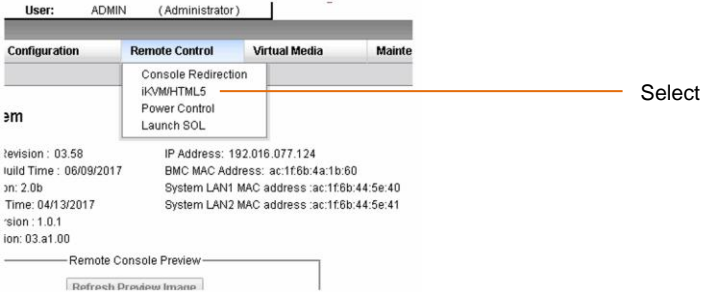 User: ADMIN (Administrator)
Configuration Remote Control Virtual Media Mainte
Console Redirection
iKVM/HTML5 Select
Power Control
Launch SOL
em
Revision : 03.58 IP Address: 192.016.077.124
Build Time : 06/09/2017 BMC MAC Address: ac:1f:6b:4a:1b:60
on: 2.0b System LAN1 MAC address :ac:1f:6b:44:5e:40
Time: 04/13/2017 System LAN2 MAC address :ac:1f:6b:44:5e:41
rsion : 1.0.1
ion: 03.a1.00
Remote Console Preview
Refresh Preview Image